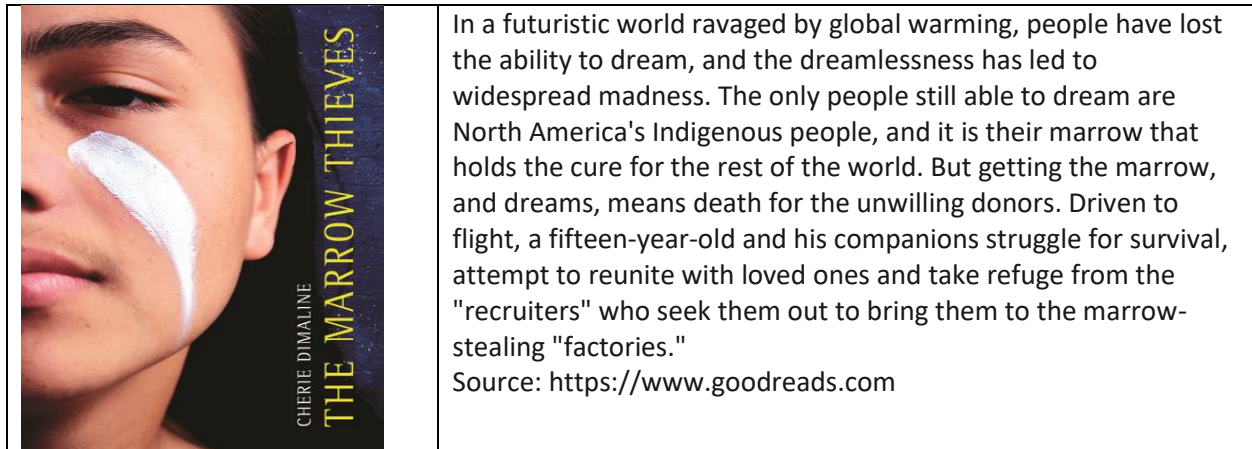 CHERIE DIMALINE
THE MARROW THIEVES
In a futuristic world ravaged by global warming, people have lost
the ability to dream, and the dreamlessness has led to
widespread madness. The only people still able to dream are
North America's Indigenous people, and it is their marrow that
holds the cure for the rest of the world. But getting the marrow,
and dreams, means death for the unwilling donors. Driven to
flight, a fifteen-year-old and his companions struggle for survival,
attempt to reunite with loved ones and take refuge from the
"recruiters" who seek them out to bring them to the marrow-
stealing "factories."
Source: https://www.goodreads.com